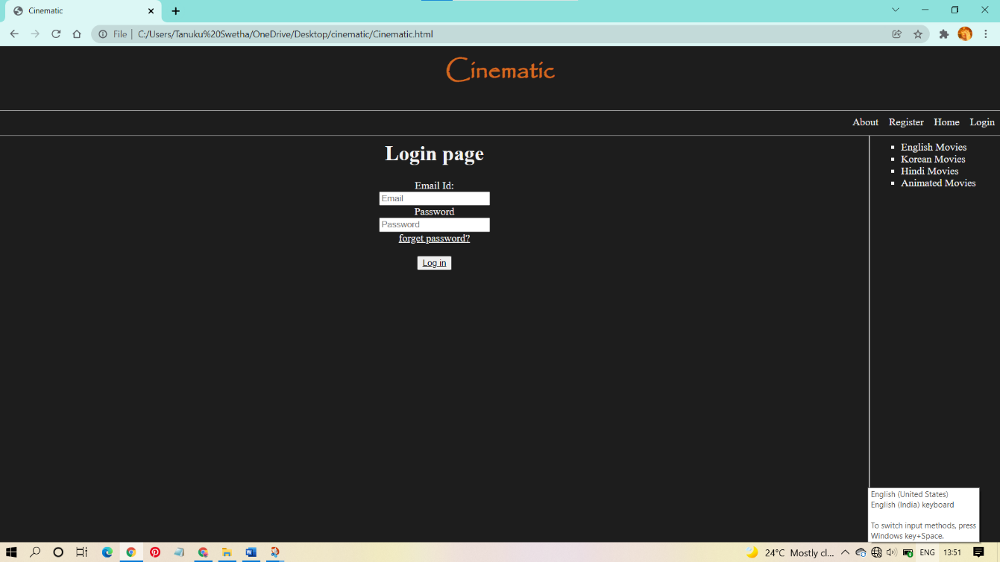 Cinematic
File | C:/Users/Tanuku%20Swetha/OneDrive/Desktop/cinematic/Cinematic.html
Cinematic
About Register Home Login
Login page
Email Id:
Email
Password
Password
forget password?
Log in
English Movies
Korean Movies
Hindi Movies
Animated Movies
English (United States)
English (India) keyboard
To switch input methods, press
Windows key+Space.
24°C Mostly cl... ENG 13:51